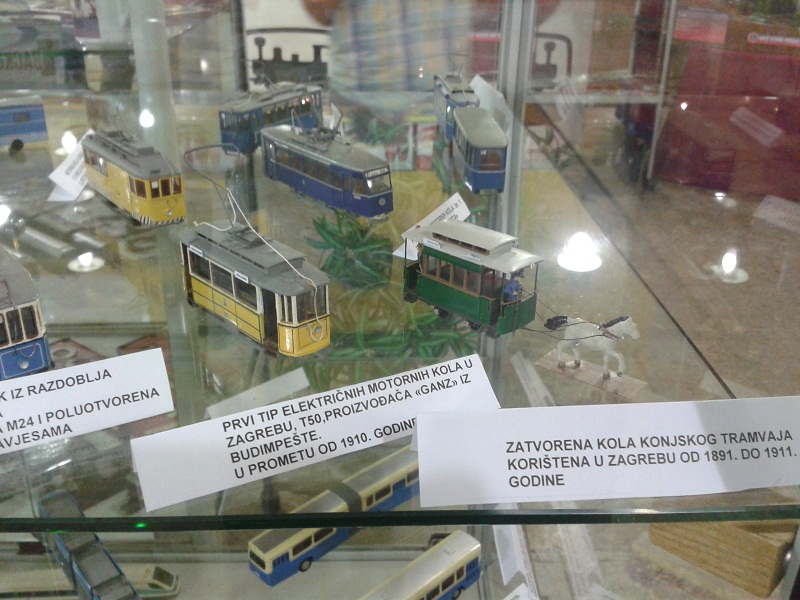 K IZ RAZDOBLJA
A
A M24 I POLUOTVORENA
AVJESAMA
PRVI TIP ELEKTRIČNIH MOTORNIH KOLA U
ZAGREBU, T50,PROIZVOĐAČA «GANZ» IZ
BUDIMPEŠTE.
U PROMETU OD 1910. GODINE
ZATVORENA KOLA KONJSKOG TRAMVAJA
KORIŠTENA U ZAGREBU OD 1891. DO 1911.
GODINE